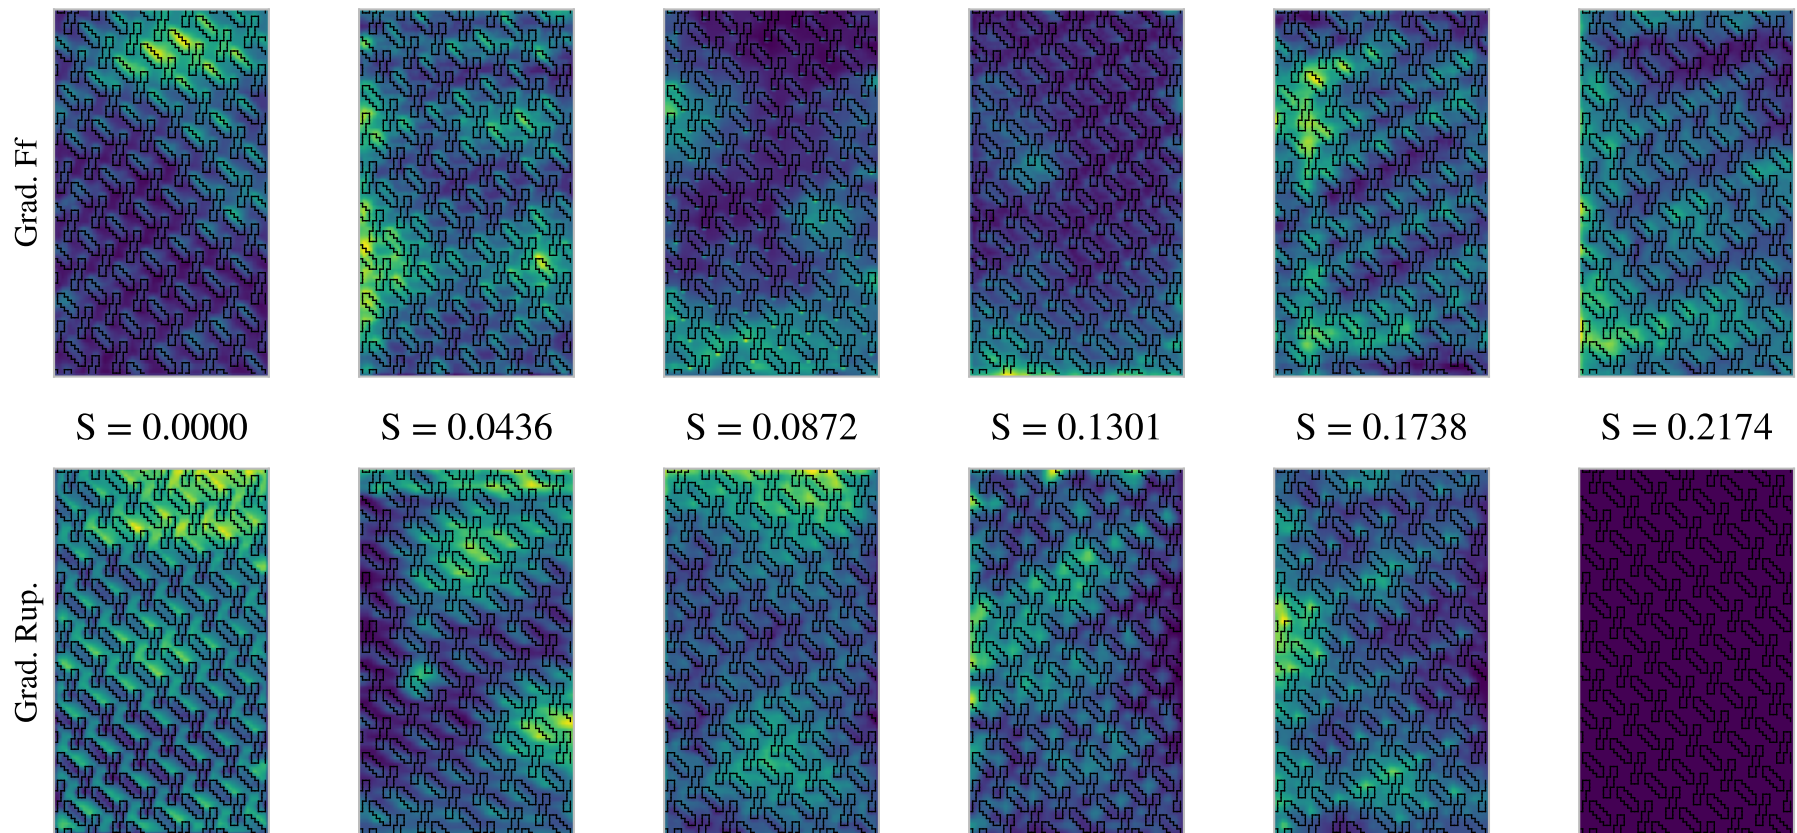 Grad. Ff
S = 0.0000
S = 0.0436
S = 0.0872
S = 0.1301
S = 0.1738
S = 0.2174
Grad. Rup.